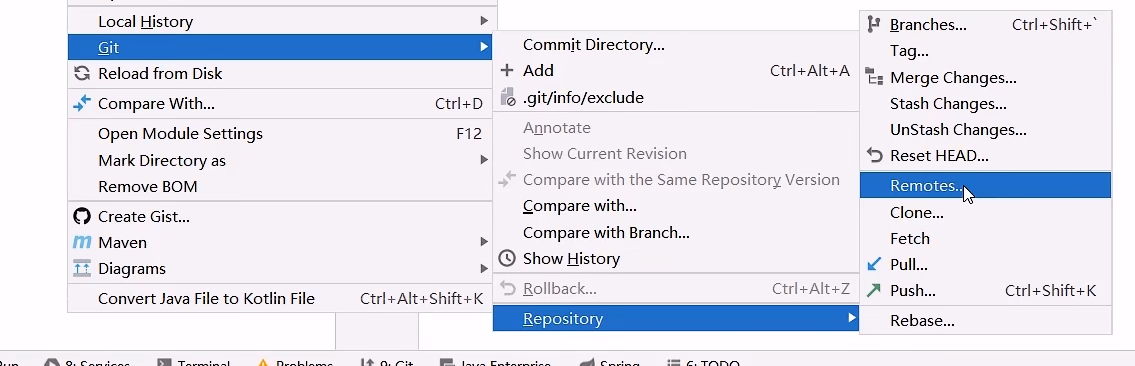 Local History
Git
Reload from Disk
Compare With... Ctrl+D
Open Module Settings F12
Mark Directory as
Remove BOM
Create Gist...
Maven
Diagrams
Convert Java File to Kotlin File Ctrl+Alt+Shift+K
Commit Directory...
Add Ctrl+Alt+A
.git/info/exclude
Annotate
Show Current Revision
Compare with the Same Repository Version
Compare with...
Compare with Branch...
Show History
Rollback... Ctrl+Alt+Z
Repository
Branches... Ctrl+Shift+`
Tag...
Merge Changes...
Stash Changes...
UnStash Changes...
Reset HEAD...
Remotes...
Clone...
Fetch
Pull...
Push... Ctrl+Shift+K
Rebase...
8: Services Terminal Problems 9: Git Java Enterprise Spring 6: TODO